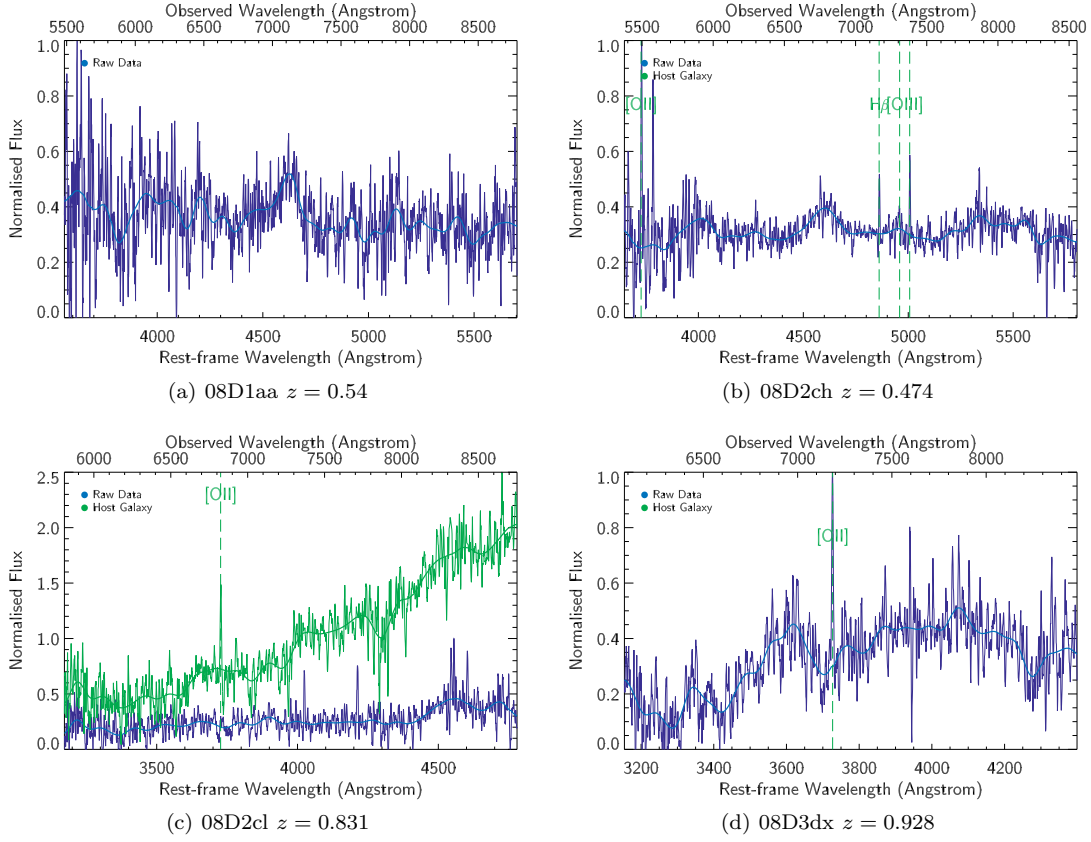 Observed Wavelength (Angstrom)
5500 6000 6500 7000 7500 8000 8500
1.0
0.8
0.6
0.4
0.2
0.0
Normalised Flux
Raw Data
4000 4500 5000 5500
Rest-frame Wavelength (Angstrom)
(a) 08D1aa z = 0.54
Observed Wavelength (Angstrom)
5500 6000 6500 7000 7500 8000 8500
1.0
0.8
0.6
0.4
0.2
0.0
Normalised Flux
Raw Data
Host Galaxy
[OII] Hβ [OIII]
4000 4500 5000 5500
Rest-frame Wavelength (Angstrom)
(b) 08D2ch z = 0.474
Observed Wavelength (Angstrom)
6000 6500 7000 7500 8000 8500
2.5
2.0
1.5
1.0
0.5
0.0
Normalised Flux
Raw Data
Host Galaxy
[OII]
3500 4000 4500
Rest-frame Wavelength (Angstrom)
(c) 08D2cl z = 0.831
Observed Wavelength (Angstrom)
6500 7000 7500 8000
1.0
0.8
0.6
0.4
0.2
0.0
Normalised Flux
Raw Data
Host Galaxy
[OII]
3200 3400 3600 3800 4000 4200
Rest-frame Wavelength (Angstrom)
(d) 08D3dx z = 0.928